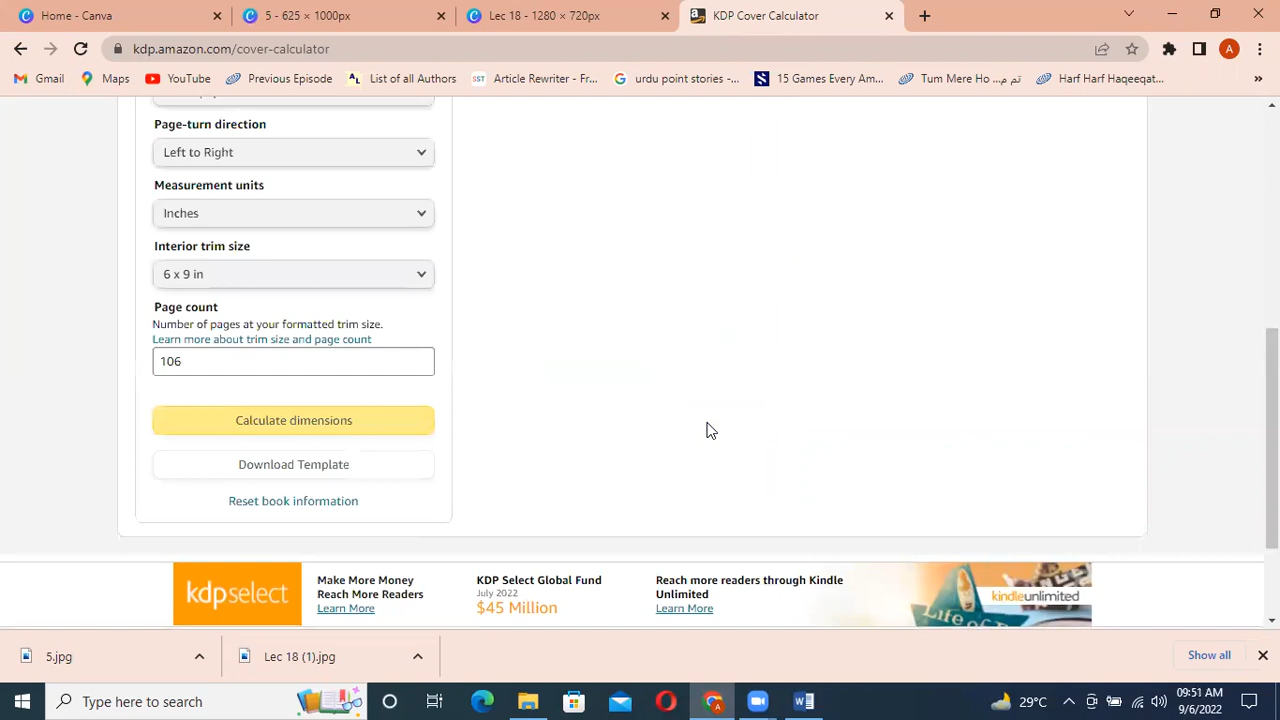 Home - Canva
5 - 625 × 1000px
Lec 18 - 1280 × 720px
KDP Cover Calculator
kdp.amazon.com/cover-calculator
A
Gmail
Maps
YouTube
Previous Episode
List of all Authors
Article Rewriter - Fr...
urdu point stories -...
15 Games Every Am...
Tum Mere Ho ... تم م...
Harf Harf Haqeeqat...
Page-turn direction
Left to Right
Measurement units
Inches
Interior trim size
6 x 9 in
Page count
Number of pages at your formatted trim size.
Learn more about trim size and page count
106
Calculate dimensions
Download Template
Reset book information
kdpselect
Make More Money
Reach More Readers
Learn More
KDP Select Global Fund
July 2022
$45 Million
Reach more readers through Kindle
Unlimited
Learn More
kindleunlimited
5.jpg
Lec 18 (1).jpg
Show all
Type here to search
29°C
09:51 AM
9/6/2022